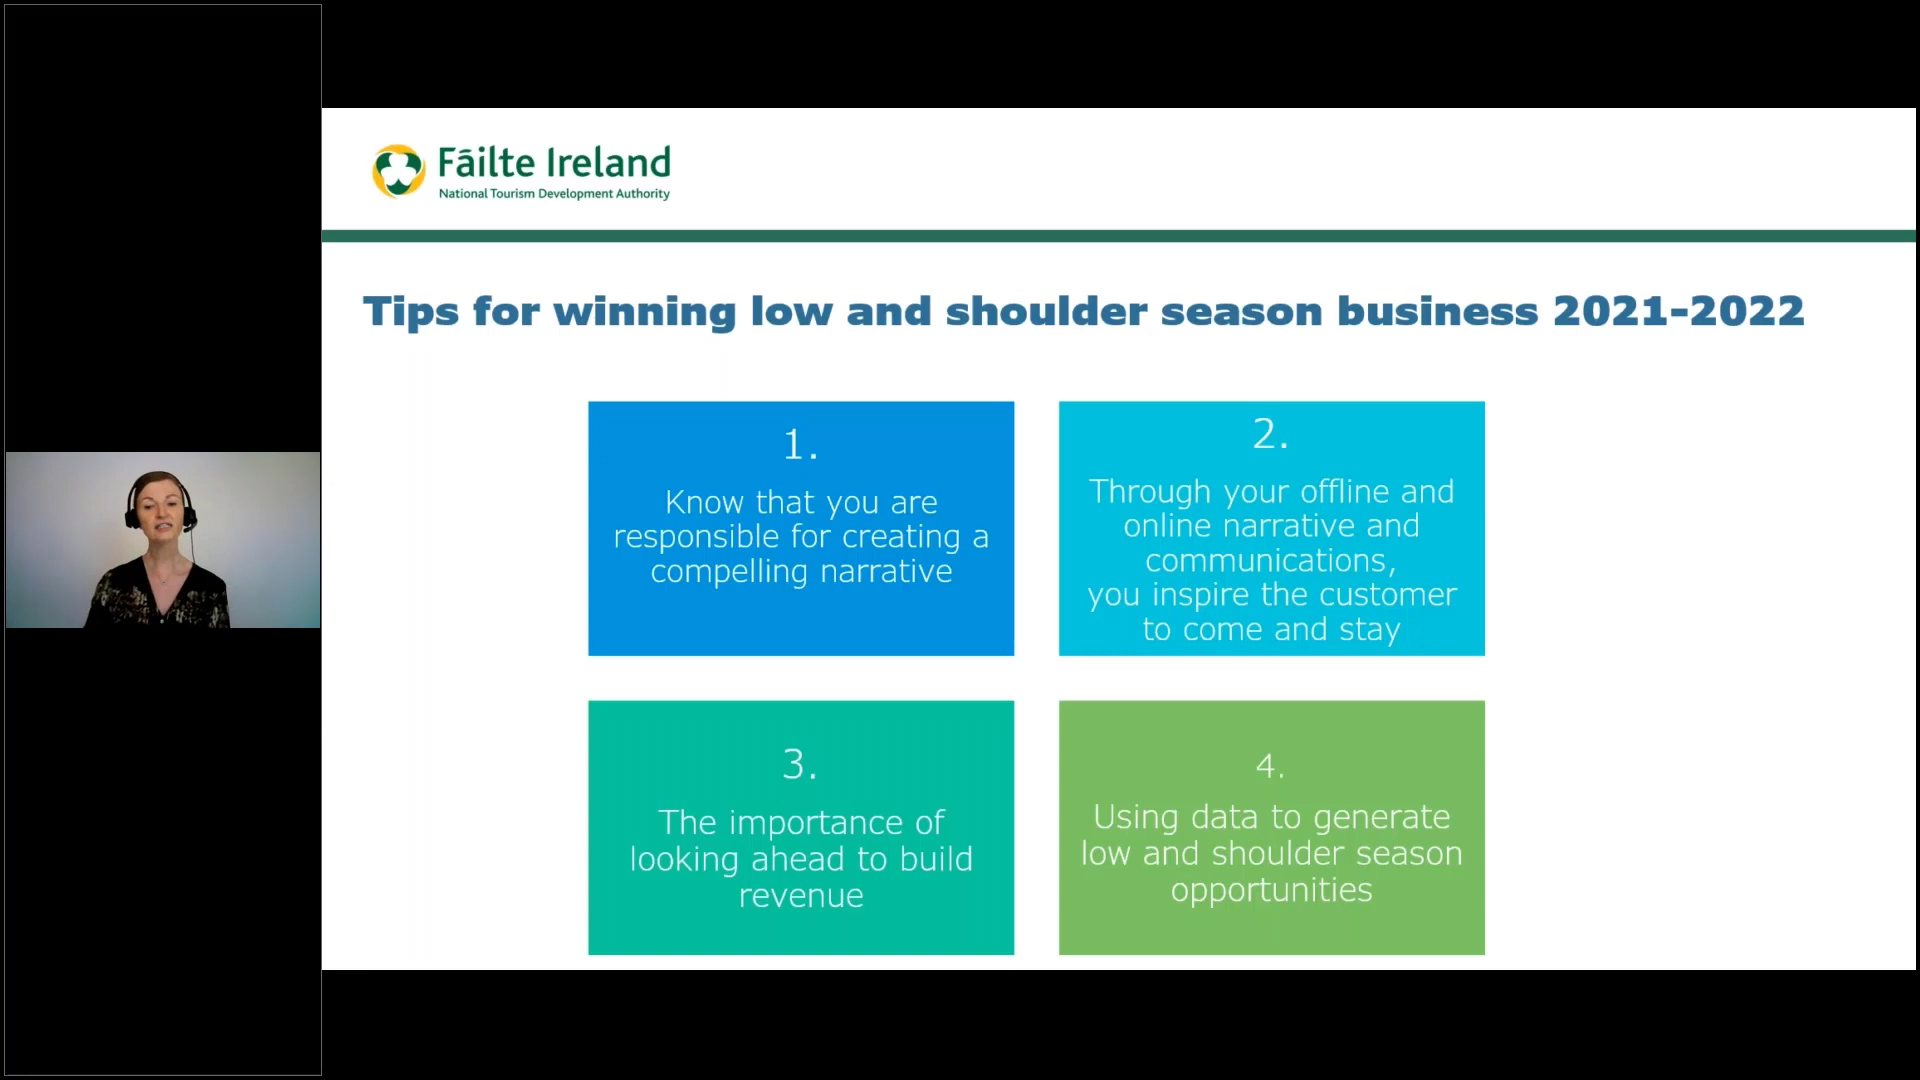 Fáilte Ireland
National Tourism Development Authority
Tips for winning low and shoulder season business 2021-2022
1.
Know that you are
responsible for creating a
compelling narrative
2.
Through your offline and
online narrative and
communications,
you inspire the customer
to come and stay
3.
The importance of
looking ahead to build
revenue
4.
Using data to generate
low and shoulder season
opportunities